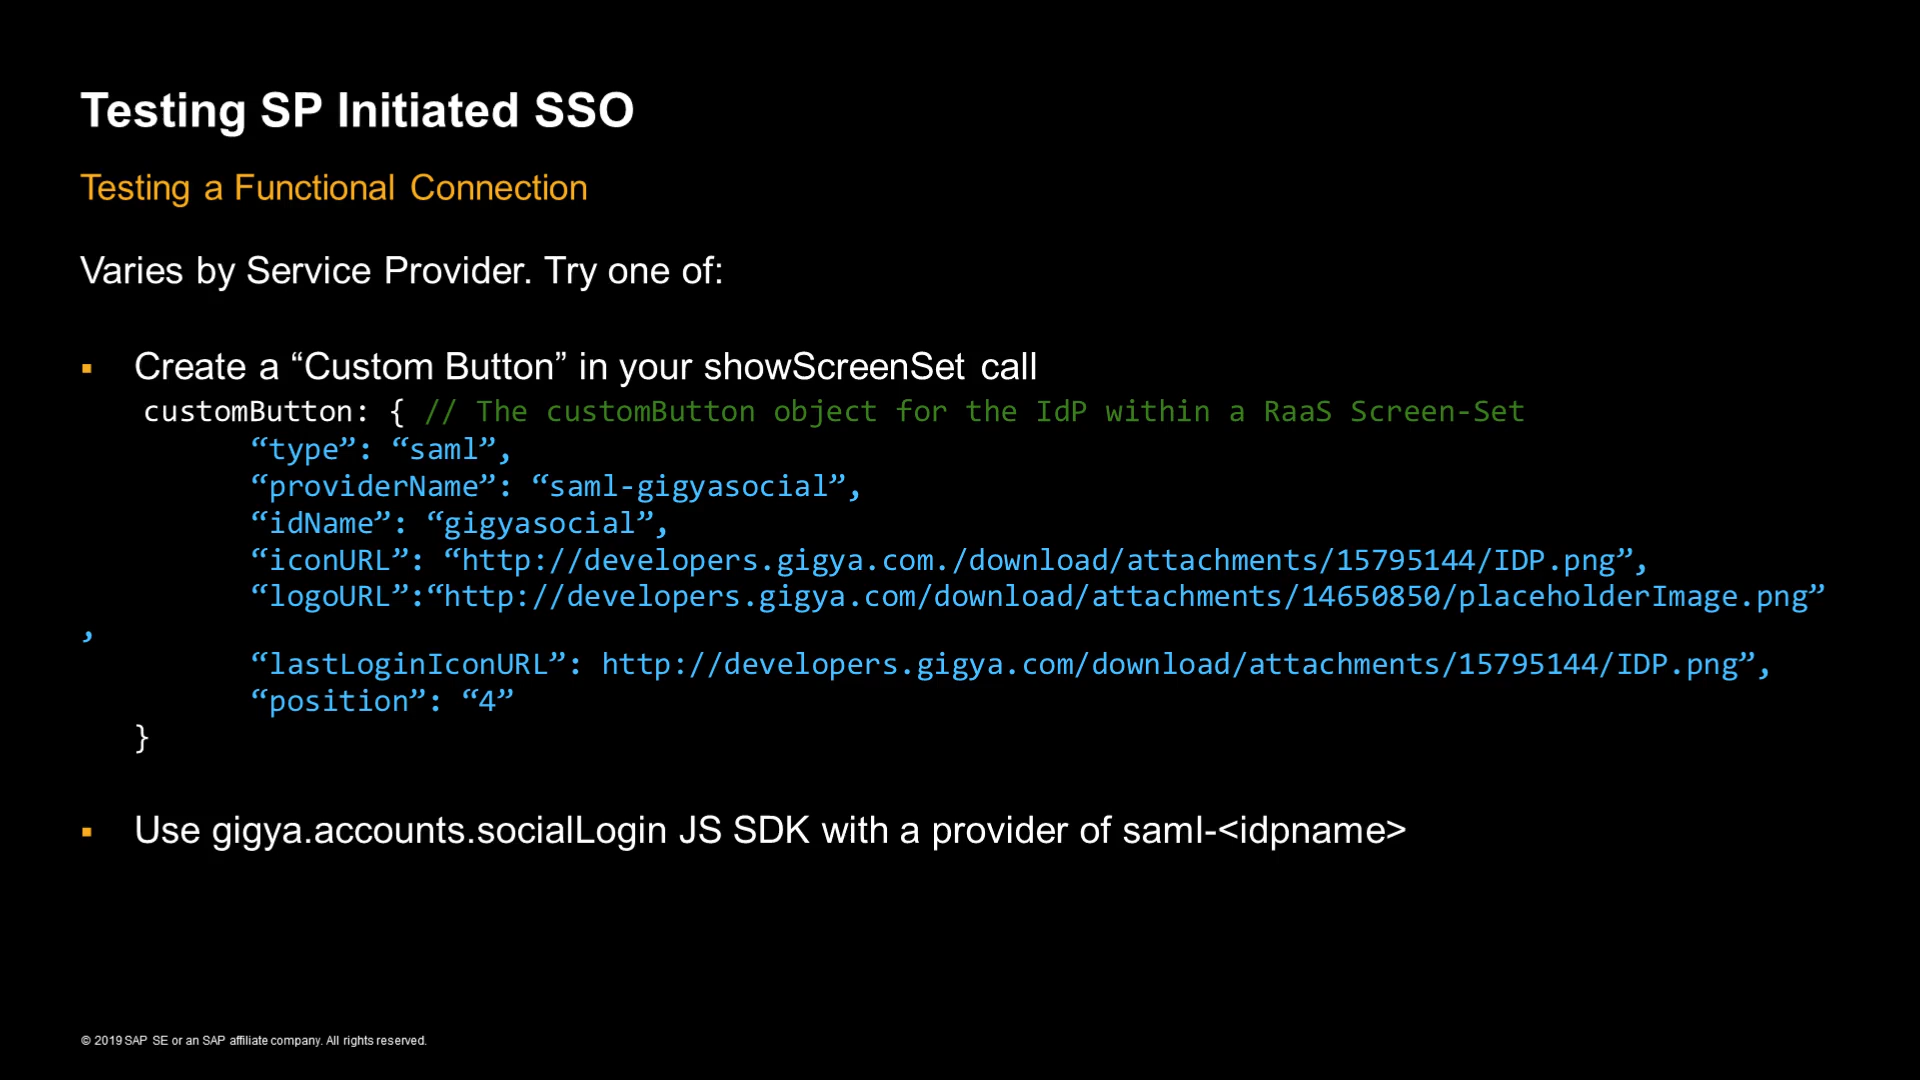 Testing SP Initiated SSO
Testing a Functional Connection
Varies by Service Provider. Try one of:
▪ Create a “Custom Button” in your showScreenSet call
customButton: { // The customButton object for the IdP within a RaaS Screen-Set
“type”: “saml”,
“providerName”: “saml-gigyasocial”,
“idName”: “gigyasocial”,
“iconURL”: “http://developers.gigya.com./download/attachments/15795144/IDP.png”,
“logoURL”:“http://developers.gigya.com/download/attachments/14650850/placeholderImage.png”
,
“lastLoginIconURL”: http://developers.gigya.com/download/attachments/15795144/IDP.png”,
“position”: “4”
}
▪ Use gigya.accounts.socialLogin JS SDK with a provider of saml-<idpname>
© 2019 SAP SE or an SAP affiliate company. All rights reserved.